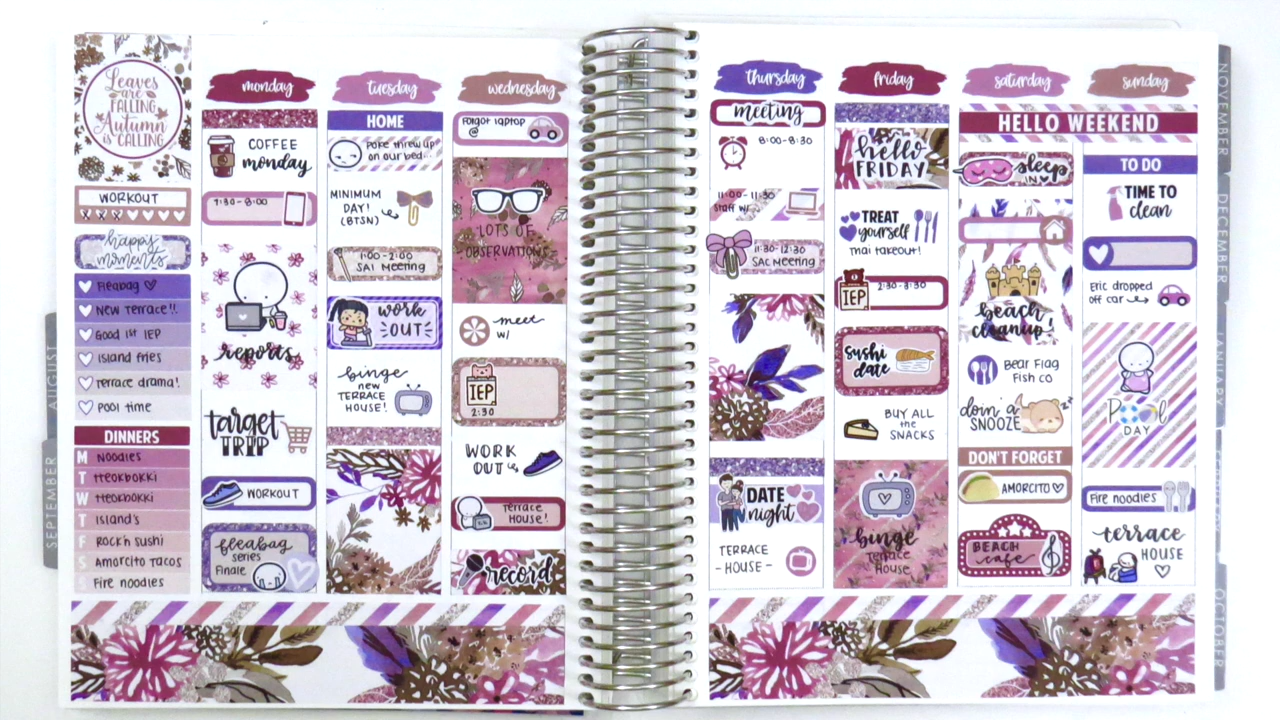 Leaves
are
FALLING
Autumn
is CALLING
WORKOUT
happy
moments
Fleabag
New Terrace!!
Good 1st IEP
Island fries
Terrace drama!
Pool time
DINNERS
M Noodles
T Tteokbokki
W Tteokbokki
T Island's
F Rock'n sushi
S Amorcito Tacos
S Fire noodles
monday
COFFEE
monday
7:30-8:00
reports
target
TRIP
WORKOUT
fleabag
series
Finale
tuesday
HOME
Poke threw up
on our bed
MINIMUM
DAY!
(BTSN)
1:00-2:00
SAI Meeting
WORK
OUT
binge
new
TERRACE
HOUSE!
wednesday
Forgot laptop
@
LOTS OF
OBSERVATIONS
meet
w/
IEP
2:30
WORK
OUT
Terrace
House!
record
thursday
meeting
8:00-8:30
11:00-11:30
Staff w/
11:30-12:30
SAC Meeting
DATE
night
TERRACE
-HOUSE-
friday
hello
FRIDAY
TREAT
yourself
Thai takeout!
IEP
2:30-3:30
sushi
date
BUY ALL
the
SNACKS
binge
Terrace
House
saturday
sunday
HELLO WEEKEND
sleep
IN
beach
cleanup!
Bear Flag
Fish Co
doin' a
SNOOZE
DON'T FORGET
AMORCITO
BEACH
cafe
TO DO
TIME TO
clean
Eric dropped
off car
POOL
DAY
Fire noodles
terrace
HOUSE
AUGUST
SEPTEMBER
NOVEMBER
DECEMBER
JANUARY
OCTOBER